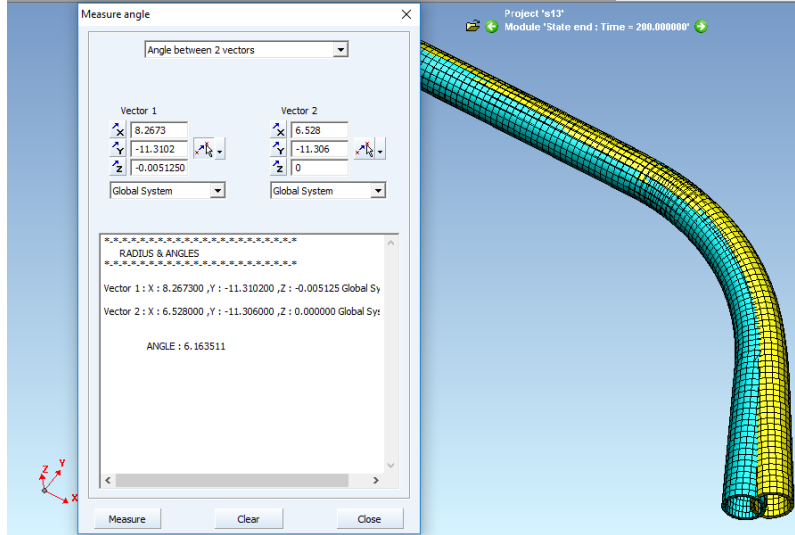 Measure angle
Project 's13'
Module 'State end : Time = 200.000000'
Angle between 2 vectors
Vector 1
Vector 2
X 8.2673
X 6.528
Y -11.3102
Y -11.306
Z -0.0051250
Z 0
Global System
Global System
*-*-*-*-*-*-*-*-*-*-*-*-*-*-*-*-*-*-*-*-*-*
RADIUS & ANGLES
*-*-*-*-*-*-*-*-*-*-*-*-*-*-*-*-*-*-*-*-*-*
Vector 1 : X : 8.267300 ,Y : -11.310200 ,Z : -0.005125 Global Sy
Vector 2 : X : 6.528000 ,Y : -11.306000 ,Z : 0.000000 Global Sy
ANGLE : 6.163511
Z Y
X
Measure
Clear
Close